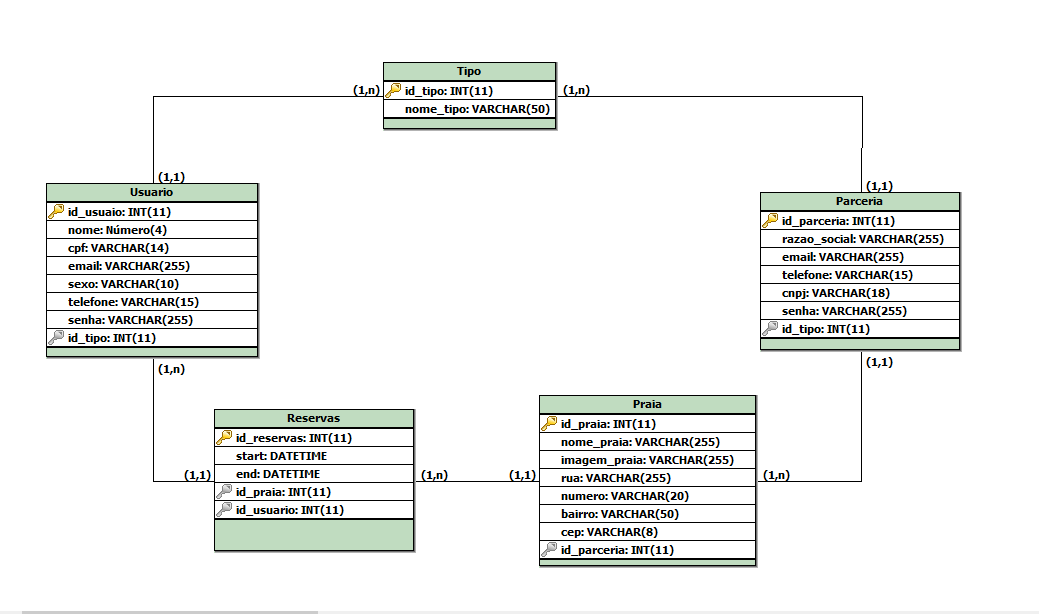 Tipo
(1,n)
id_tipo: INT(11)
(1,n)
nome_tipo: VARCHAR(50)
(1,1)
Usuario
id_usuaio: INT(11)
nome: Número(4)
cpf: VARCHAR(14)
email: VARCHAR(255)
sexo: VARCHAR(10)
telefone: VARCHAR(15)
senha: VARCHAR(255)
id_tipo: INT(11)
(1,n)
(1,1)
Parceria
id_parceria: INT(11)
razao_social: VARCHAR(255)
email: VARCHAR(255)
telefone: VARCHAR(15)
cnpj: VARCHAR(18)
senha: VARCHAR(255)
id_tipo: INT(11)
(1,1)
Reservas
id_reservas: INT(11)
start: DATETIME
end: DATETIME
id_praia: INT(11)
id_usuario: INT(11)
(1,1)
(1,n)
(1,1)
Praia
id_praia: INT(11)
nome_praia: VARCHAR(255)
imagem_praia: VARCHAR(255)
rua: VARCHAR(255)
numero: VARCHAR(20)
bairro: VARCHAR(50)
cep: VARCHAR(8)
id_parceria: INT(11)
(1,n)